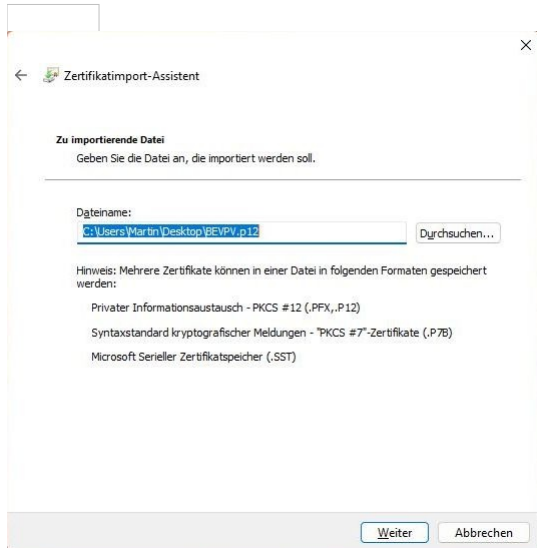 Zertifikatimport-Assistent
Zu importierende Datei
Geben Sie die Datei an, die importiert werden soll.
Dateiname:
C:\Users\Martin\Desktop\BEVPV.p12
Durchsuchen...
Hinweis: Mehrere Zertifikate können in einer Datei in folgenden Formaten gespeichert
werden:
Privater Informationsaustausch - PKCS #12 (.PFX,.P12)
Syntaxstandard kryptografischer Meldungen - "PKCS #7"-Zertifikate (.P7B)
Microsoft Serieller Zertifikatspeicher (.SST)
Weiter
Abbrechen